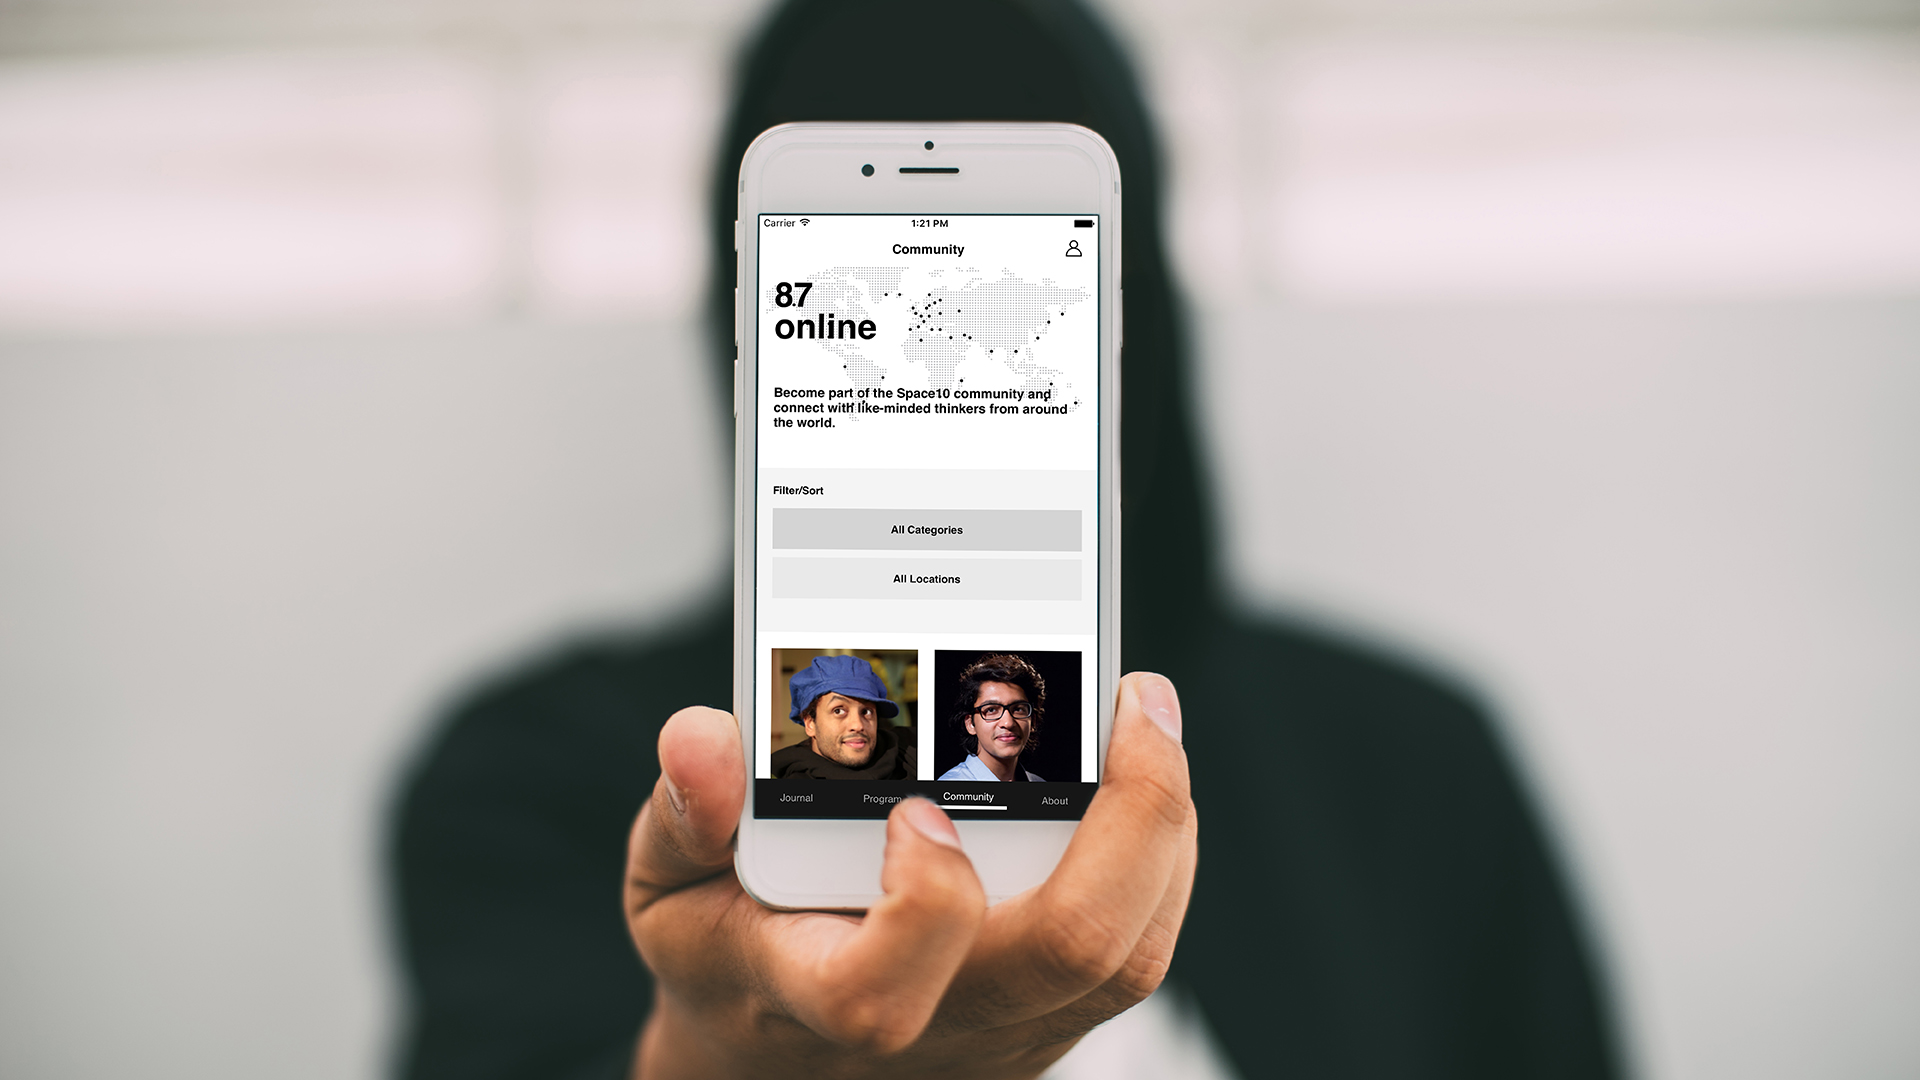 Carrier 1:21 PM
Community
87
online
Become part of the Space10 community and
connect with like-minded thinkers from around
the world.
Filter/Sort
All Categories
All Locations
Journal Program Community About